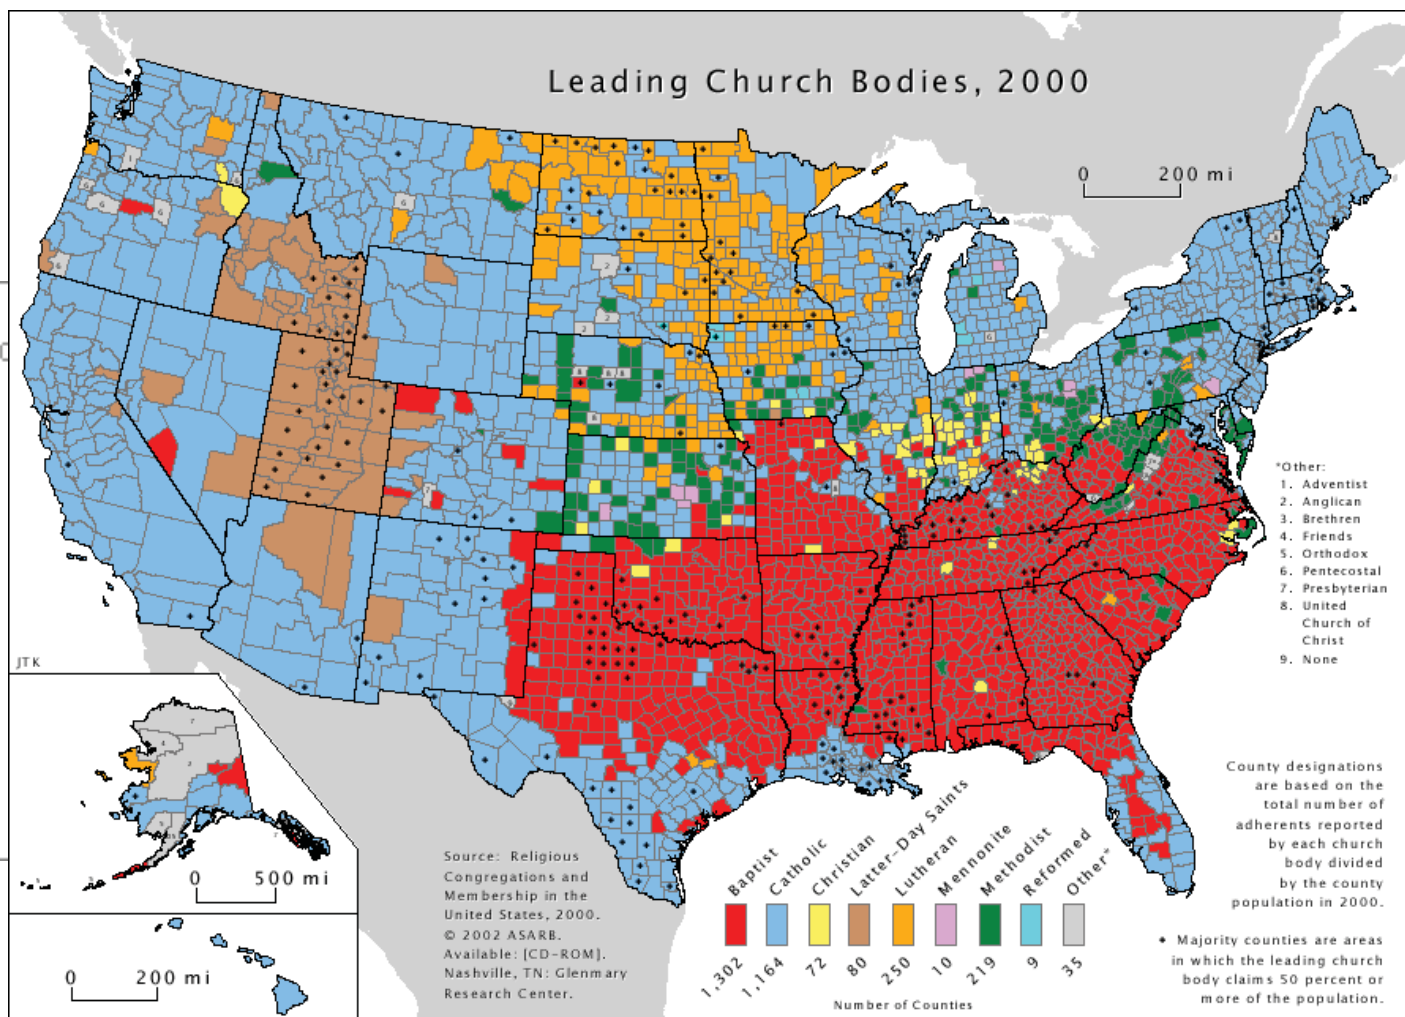 Leading Church Bodies, 2000
0 200 mi
*Other:
1. Adventist
2. Anglican
3. Brethren
4. Friends
5. Orthodox
6. Pentecostal
7. Presbyterian
8. United
Church of
Christ
9. None
JTK
0 500 mi
0 200 mi
Source: Religious
Congregations and
Membership in the
United States, 2000.
© 2002 ASARB.
Available: [CD-ROM].
Nashville, TN: Glenmary
Research Center.
Baptist
Catholic
Christian
Latter-Day Saints
Lutheran
Mennonite
Methodist
Reformed
Other*
1,302
1,164
72
80
250
10
219
9
35
Number of Counties
County designations
are based on the
total number of
adherents reported
by each church
body divided
by the county
population in 2000.
Majority counties are areas
in which the leading church
body claims 50 percent or
more of the population.